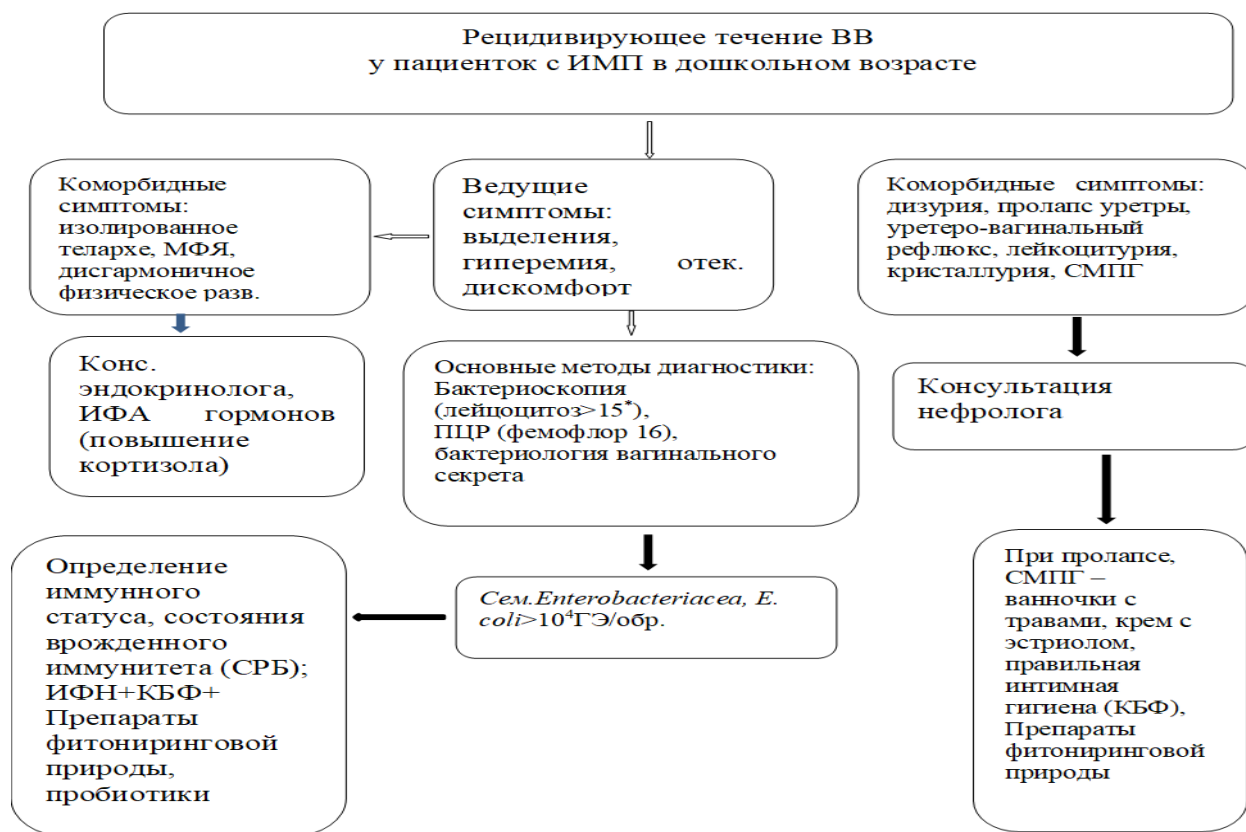 Рецидивирующее течение ВВ
у пациенток с ИМП в дошкольном возрасте
Коморбидные
симптомы:
изолированное
телархе, МФЯ,
дисгармоничное
физическое разв.
Ведущие
симптомы:
выделения,
гиперемия, отек.
дискомфорт
Коморбидные симптомы:
дизурия, пролапс уретры,
уретеро-вагинальный
рефлюкс, лейкоцитурия,
кристаллурия, СМПГ
Конс.
эндокринолога,
ИФА гормонов
(повышение
кортизола)
Основные методы диагностики:
Бактериоскопия
(лейцоцитоз>15*),
ПЦР (фемофлор 16),
бактериология вагинального
секрета
Консультация
нефролога
Определение
иммунного
статуса, состояния
врожденного
иммунитета (СРБ);
ИФН+КБФ+
Препараты
фитониринговой
природы,
пробиотики
Сем.Enterobacteriacea, E.
coli>10⁴ГЭ/обр.
При пролапсе,
СМПГ –
ванночки с
травами, крем с
эстриолом,
правильная
интимная
гигиена (КБФ),
Препараты
фитониринговой
природы